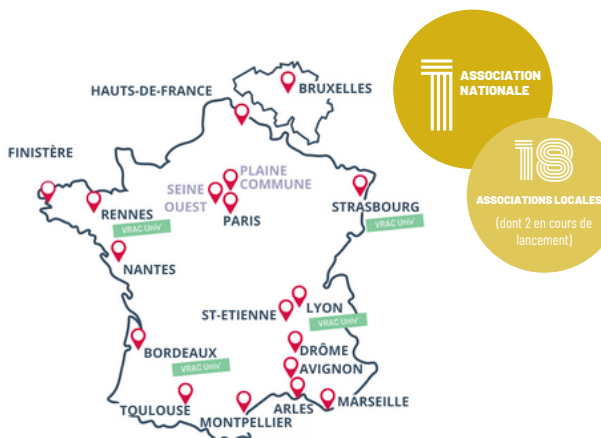 HAUTS-DE-FRANCE
BRUXELLES
FINISTÈRE
PLAINE
COMMUNE
SEINE
OUEST
PARIS
RENNES
VRAC Univ'
STRASBOURG
VRAC Univ'
NANTES
ST-ETIENNE
LYON
VRAC Univ'
BORDEAUX
VRAC Univ'
DRÔME
AVIGNON
TOULOUSE
MONTPELLIER
ARLES
MARSEILLE
1
ASSOCIATION
NATIONALE
18
ASSOCIATIONS LOCALES
(dont 2 en cours de
lancement)